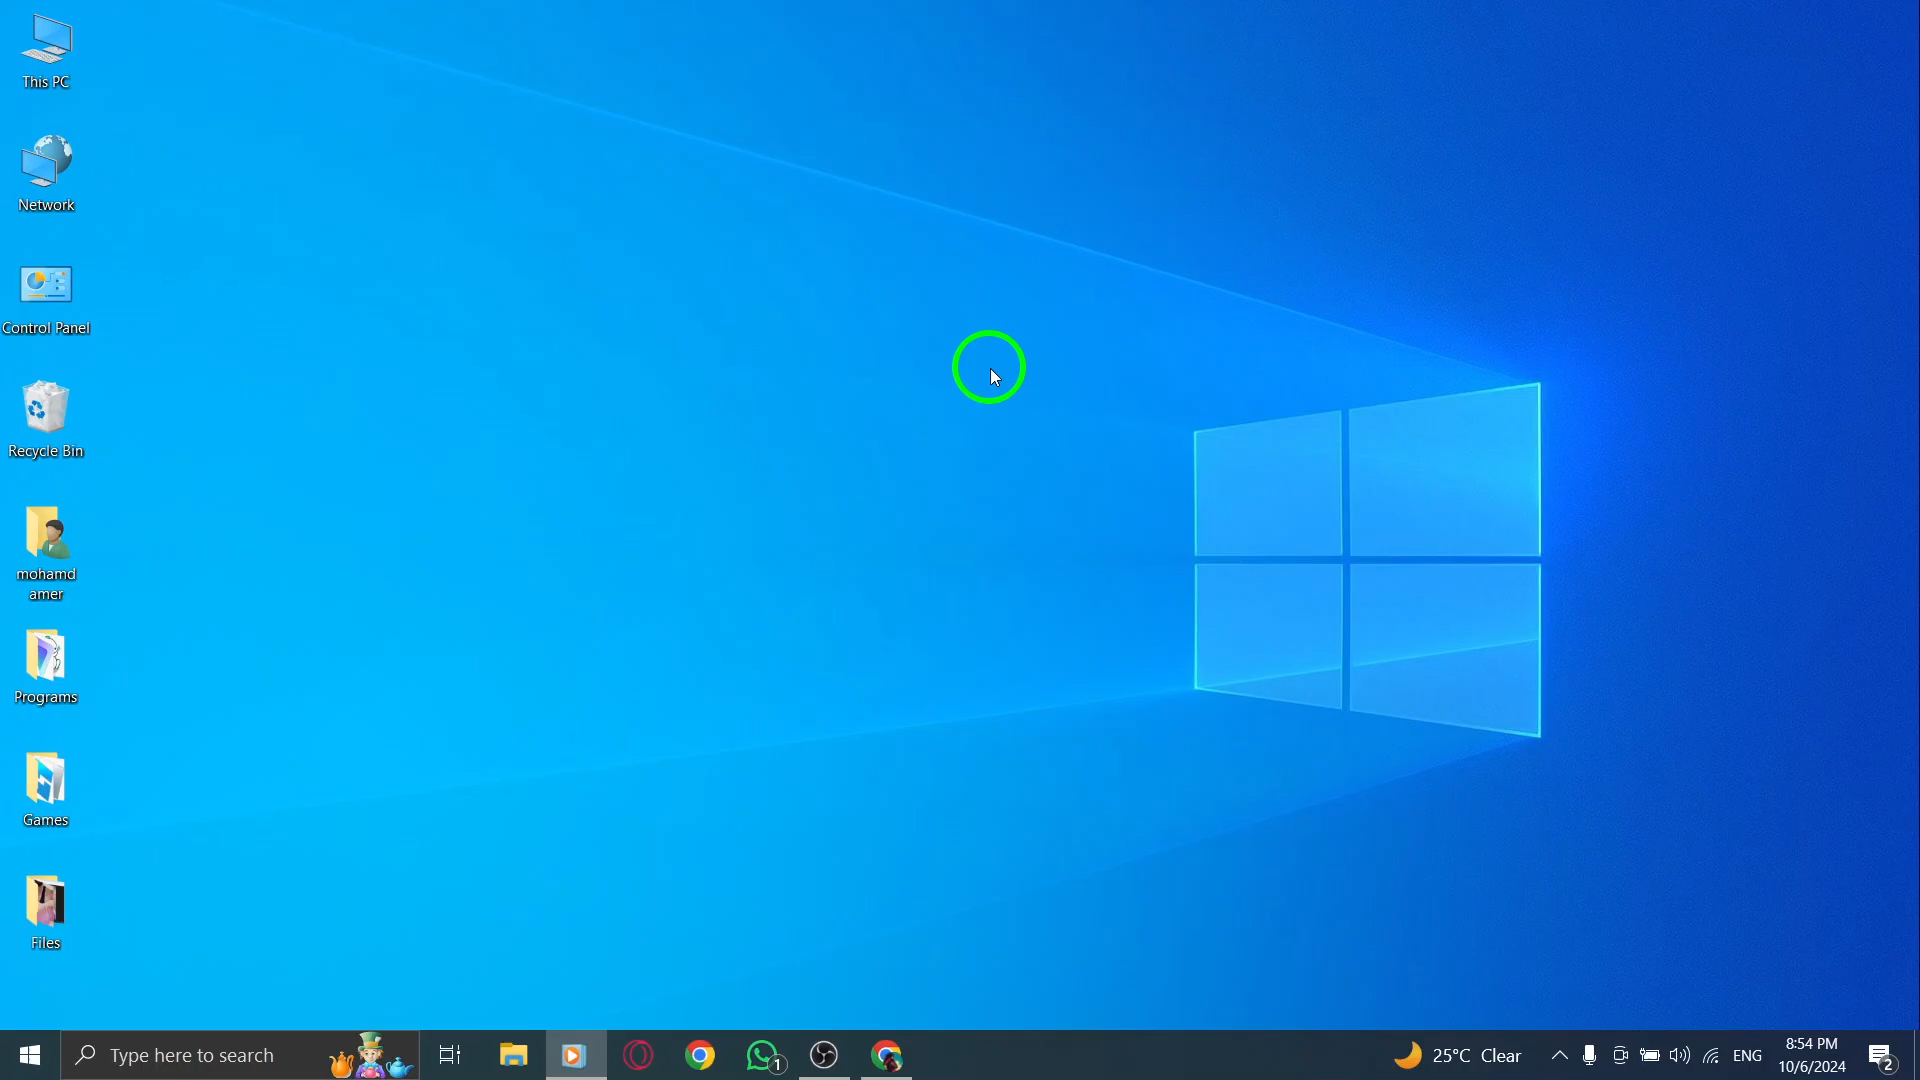 This PC
Network
Control Panel
Recycle Bin
mohamd
amer
Programs
Games
Files
Type here to search
1
25°C Clear
ENG
8:54 PM
10/6/2024
2